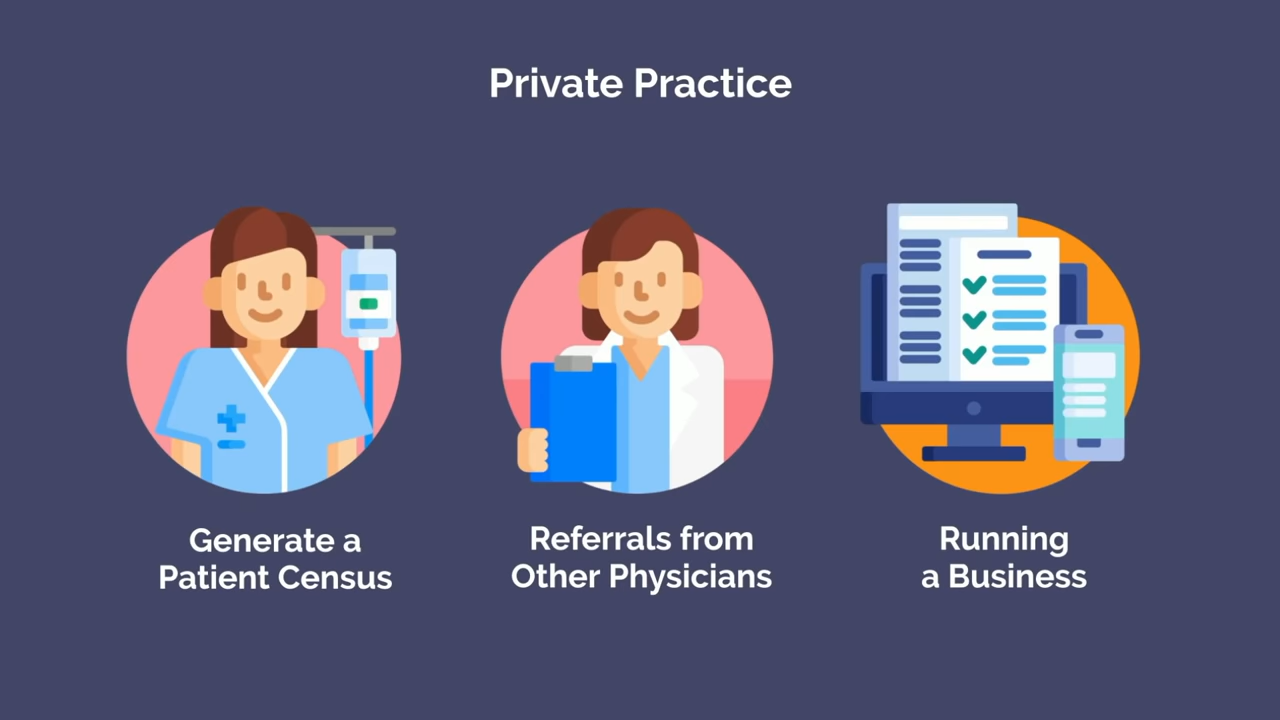 Private Practice
Generate a
Patient Census
Referrals from
Other Physicians
Running
a Business